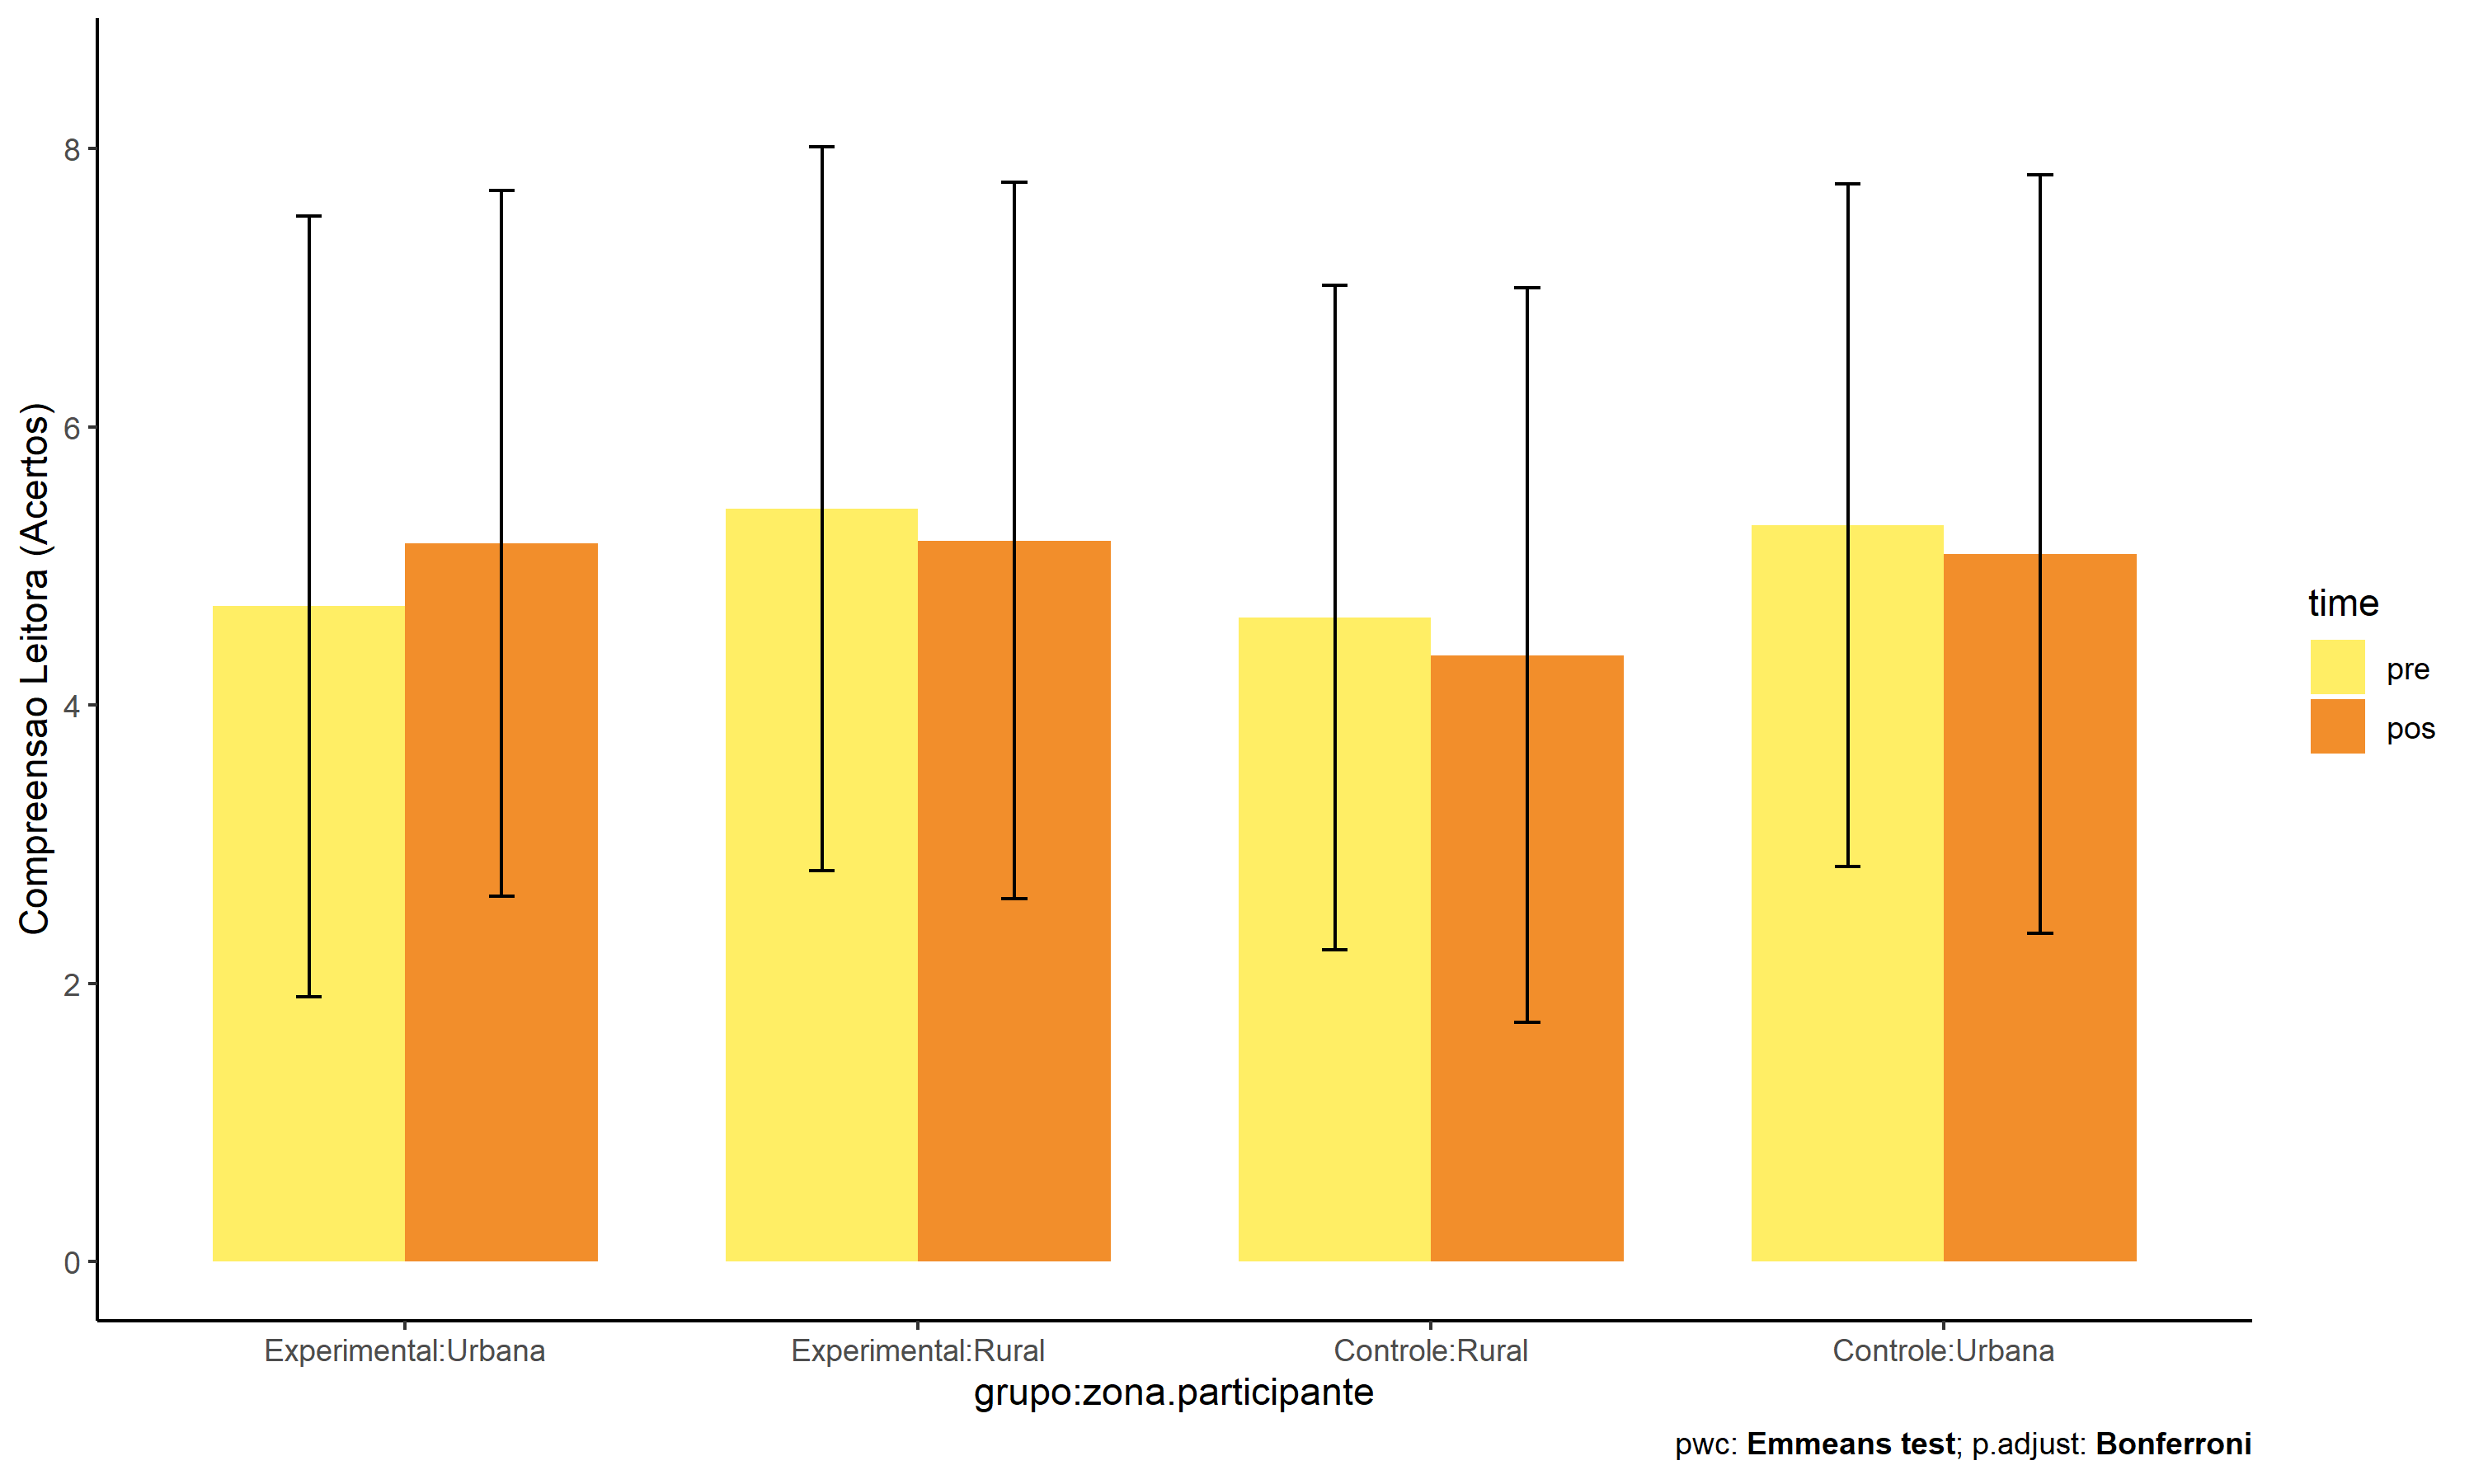 Compreensao Leitora (Acertos)
8
6
4
2
0
Experimental:Urbana
Experimental:Rural
Controle:Rural
Controle:Urbana
grupo:zona.participante
time
pre
pos
pwc: Emmeans test; p.adjust: Bonferroni